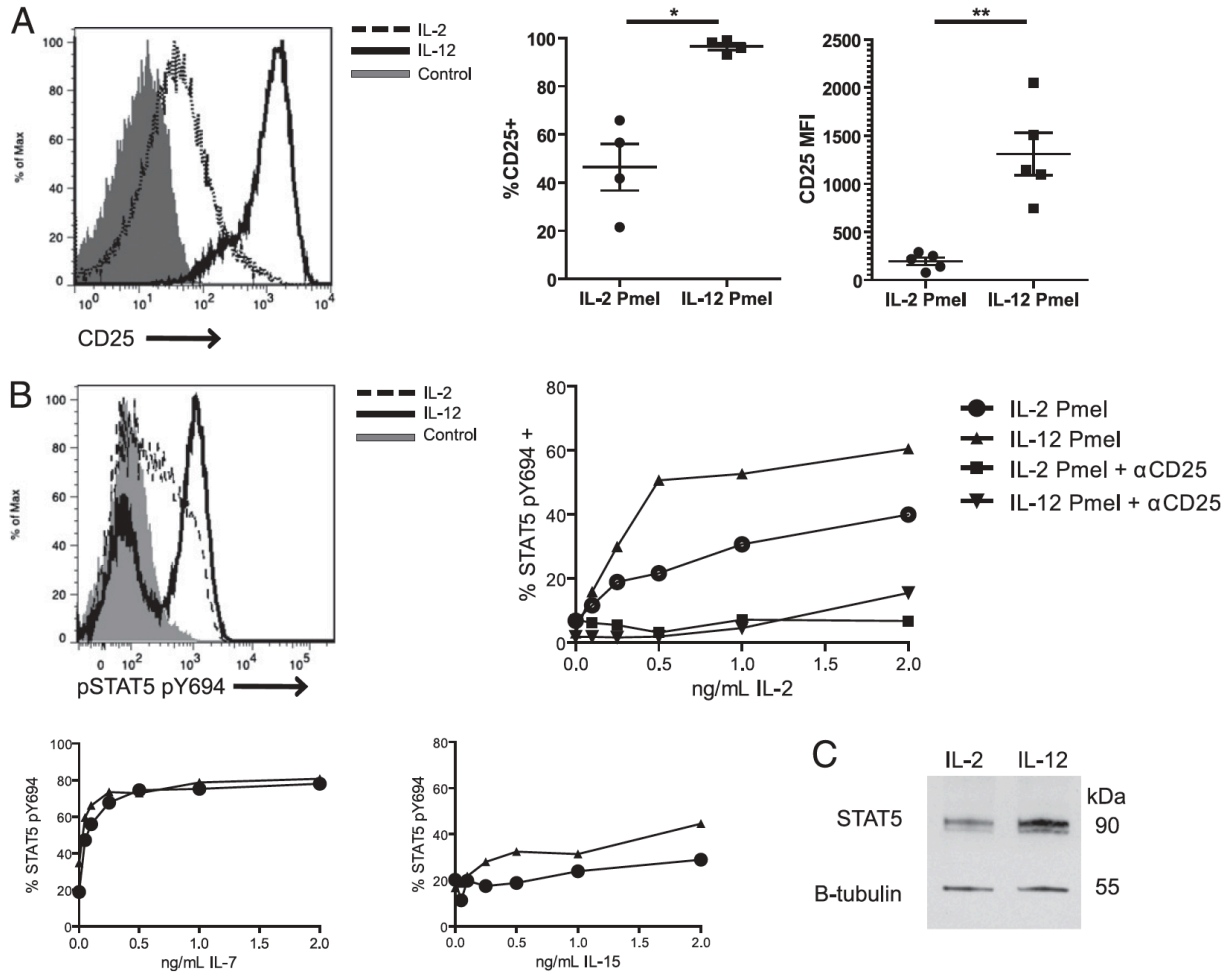 A
% of Max
100
80
60
40
20
0
10^0 10^1 10^2 10^3 10^4
CD25
IL-2
IL-12
Control
*
%CD25+
100
80
60
40
20
0
IL-2 Pmel IL-12 Pmel
**
CD25 MFI
2500
2000
1500
1000
500
0
IL-2 Pmel IL-12 Pmel
B
% of Max
100
80
60
40
20
0
0 10^2 10^3 10^4 10^5
pSTAT5 pY694
IL-2
IL-12
Control
% STAT5 pY694 +
80
60
40
20
0
0.0 0.5 1.0 1.5 2.0
ng/mL IL-2
IL-2 Pmel
IL-12 Pmel
IL-2 Pmel + αCD25
IL-12 Pmel + αCD25
% STAT5 pY694
100
80
60
40
20
0
0.0 0.5 1.0 1.5 2.0
ng/mL IL-7
% STAT5 pY694
80
60
40
20
0
0.0 0.5 1.0 1.5 2.0
ng/mL IL-15
C
IL-2 IL-12
kDa
STAT5 90
B-tubulin 55